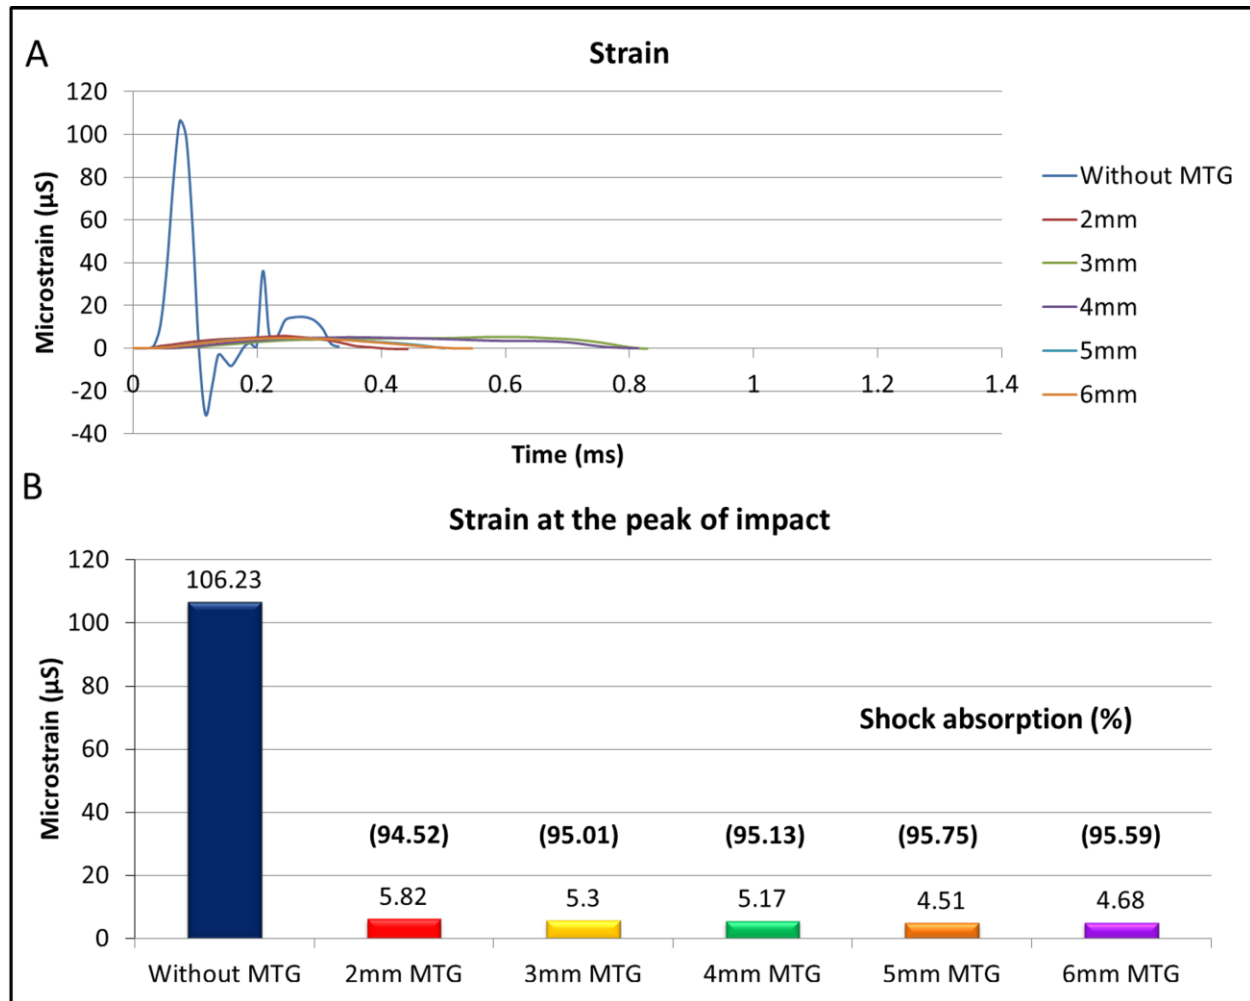 A
Strain
120
100
80
60
40
20
0
-20
-40
Microstrain (µS)
0 0.2 0.4 0.6 0.8 1 1.2 1.4
Time (ms)
Without MTG
2mm
3mm
4mm
5mm
6mm
B
Strain at the peak of impact
120
100
80
60
40
20
0
Microstrain (µS)
106.23
Shock absorption (%)
(94.52) (95.01) (95.13) (95.75) (95.59)
5.82 5.3 5.17 4.51 4.68
Without MTG 2mm MTG 3mm MTG 4mm MTG 5mm MTG 6mm MTG